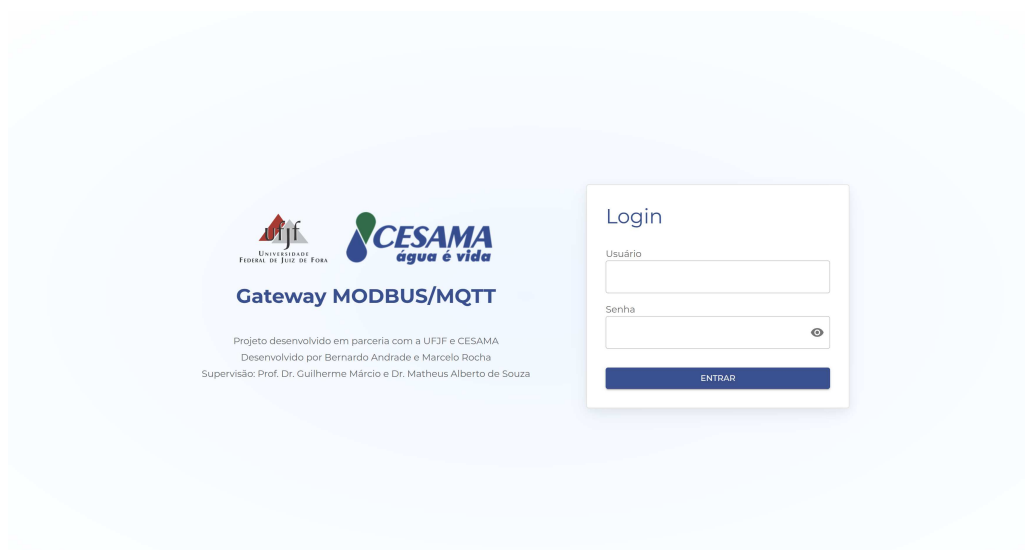 ufjf
UNIVERSIDADE
FEDERAL DE JUIZ DE FORA
CESAMA
água é vida
Gateway MODBUS/MQTT
Projeto desenvolvido em parceria com a UFJF e CESAMA
Desenvolvido por Bernardo Andrade e Marcelo Rocha
Supervisão: Prof. Dr. Guilherme Márcio e Dr. Matheus Alberto de Souza
Login
Usuário
Senha
ENTRAR